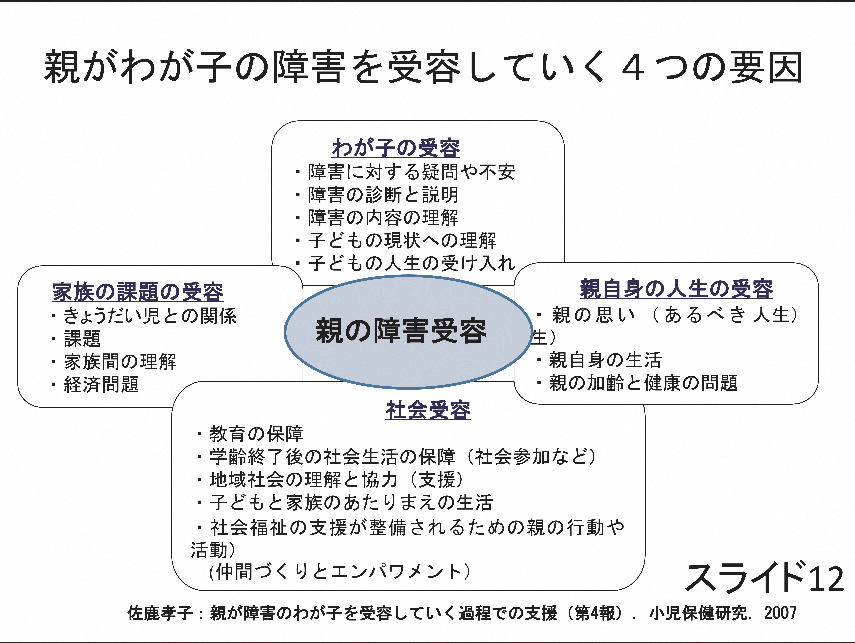 親がわが子の障害を受容していく４つの要因
わが子の受容
・障害に対する疑問や不安
・障害の診断と説明
・障害の内容の理解
・子どもの現状への理解
・子どもの人生の受け入れ
家族の課題の受容
・きょうだい児との関係
・課題
・家族間の理解
・経済問題
親の障害受容
親自身の人生の受容
・親の思い（あるべき人生）
生）
・親自身の生活
・親の加齢と健康の問題
社会受容
・教育の保障
・学齢終了後の社会生活の保障（社会参加など）
・地域社会の理解と協力（支援）
・子どもと家族のあたりまえの生活
・社会福祉の支援が整備されるための親の行動や
活動）
（仲間づくりとエンパワメント）
スライド12
佐鹿孝子：親が障害のわが子を受容していく過程での支援（第4報）．小児保健研究．2007